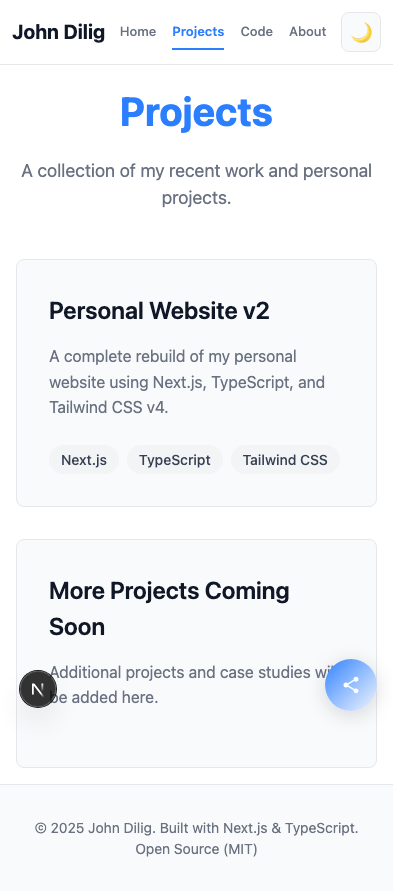 John Dilig Home Projects Code About
Projects
A collection of my recent work and personal
projects.
Personal Website v2
A complete rebuild of my personal
website using Next.js, TypeScript, and
Tailwind CSS v4.
Next.js TypeScript Tailwind CSS
More Projects Coming
Soon
Additional projects and case studies
N be added here.
© 2025 John Dilig. Built with Next.js & TypeScript.
Open Source (MIT)